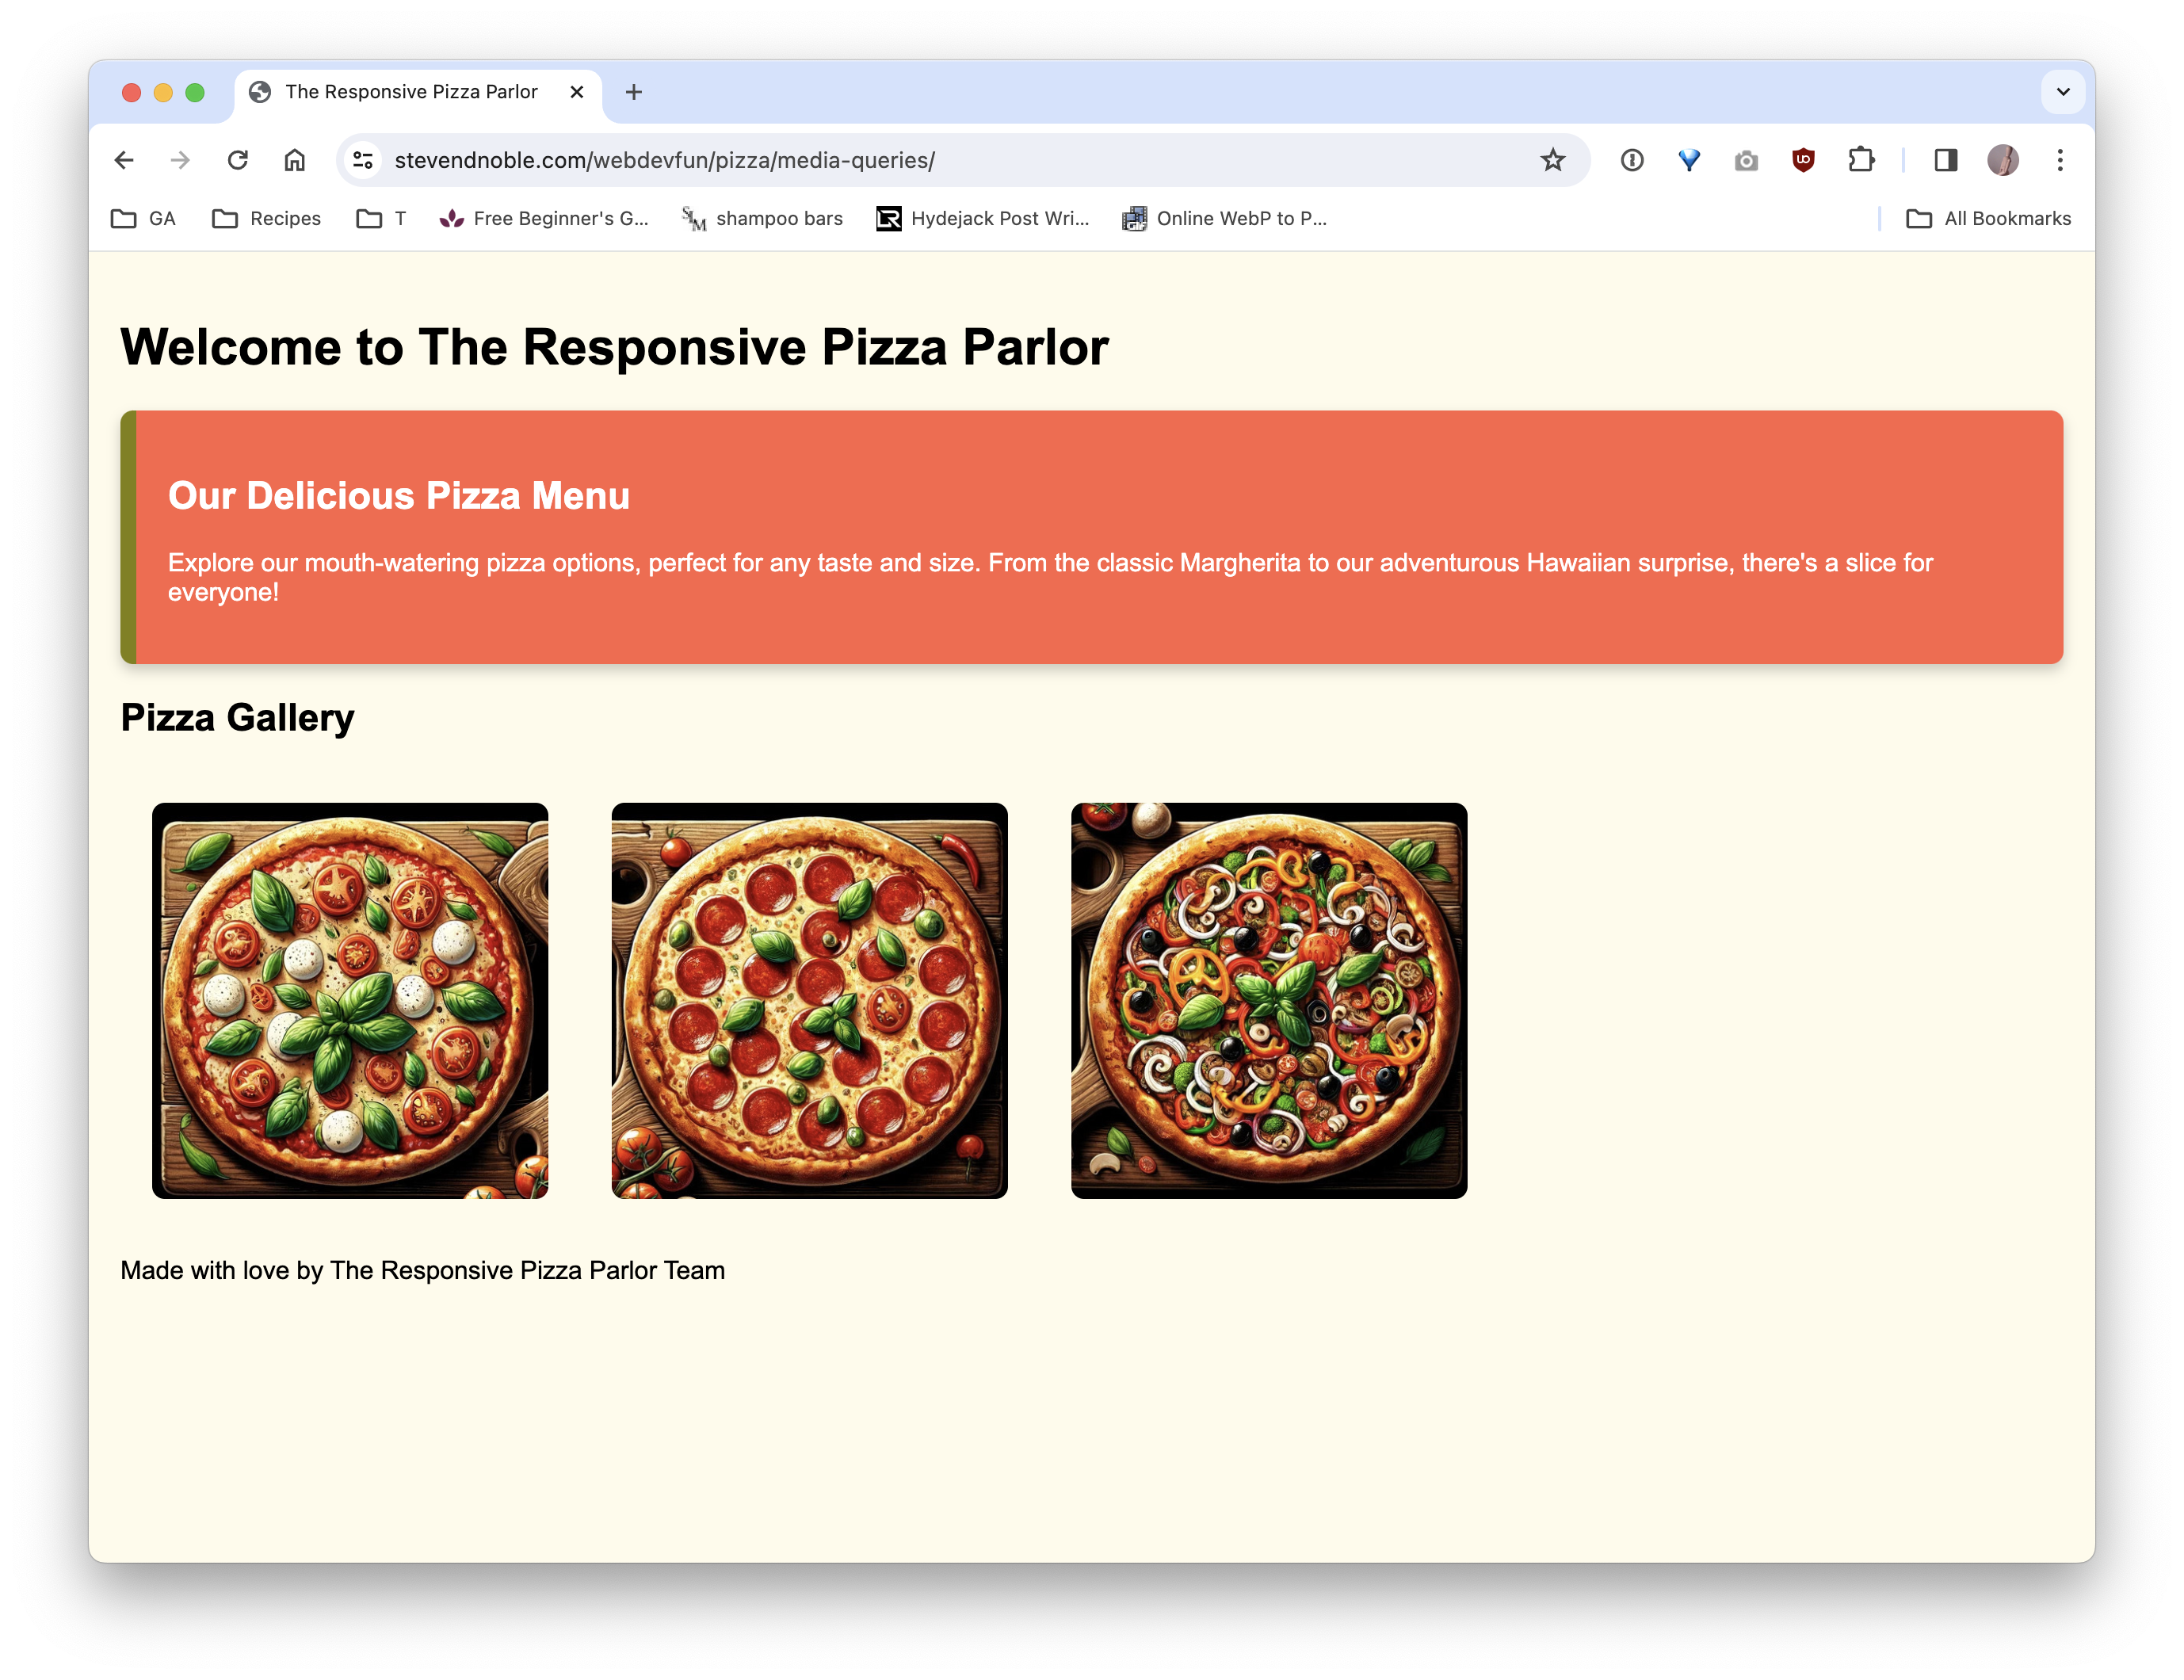 The Responsive Pizza Parlor
stevendnoble.com/webdevfun/pizza/media-queries/
GA Recipes T Free Beginner's G... SLM shampoo bars Hydejack Post Wri... GIF Online WebP to P... All Bookmarks
Welcome to The Responsive Pizza Parlor
Our Delicious Pizza Menu
Explore our mouth-watering pizza options, perfect for any taste and size. From the classic Margherita to our adventurous Hawaiian surprise, there's a slice for
everyone!
Pizza Gallery
Made with love by The Responsive Pizza Parlor Team